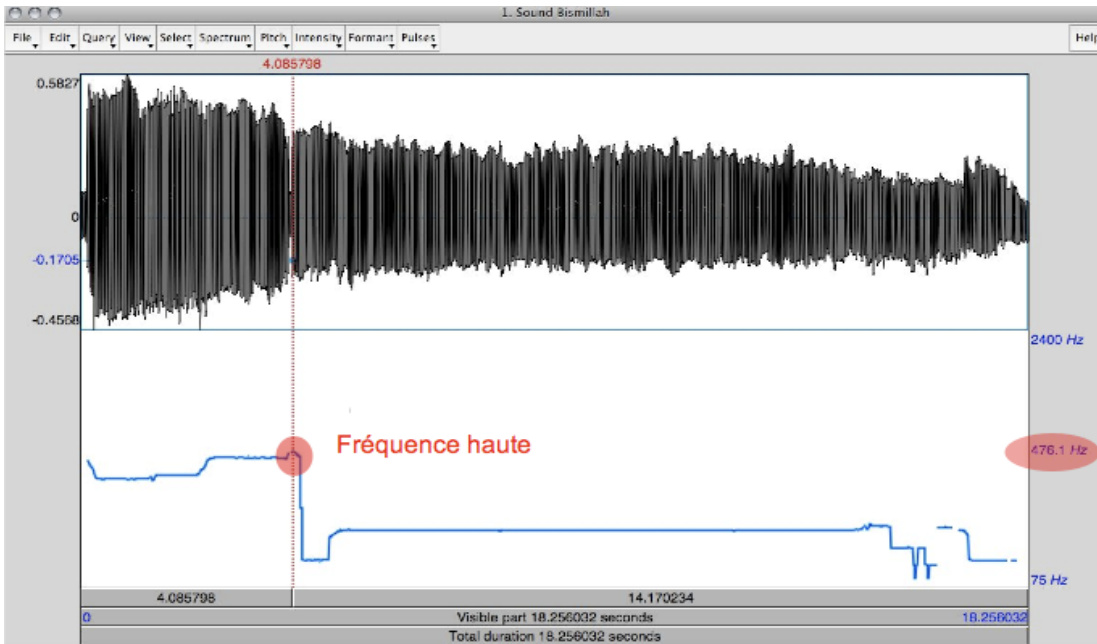 1. Sound Bismillah
File Edit Query View Select Spectrum Pitch Intensity Formant Pulses Help
4.085798
0.5827
0
-0.1705
-0.4568
2400 Hz
Fréquence haute
476.1 Hz
75 Hz
4.085798 14.170234
0 Visible part 18.256032 seconds 18.256032
Total duration 18.256032 seconds